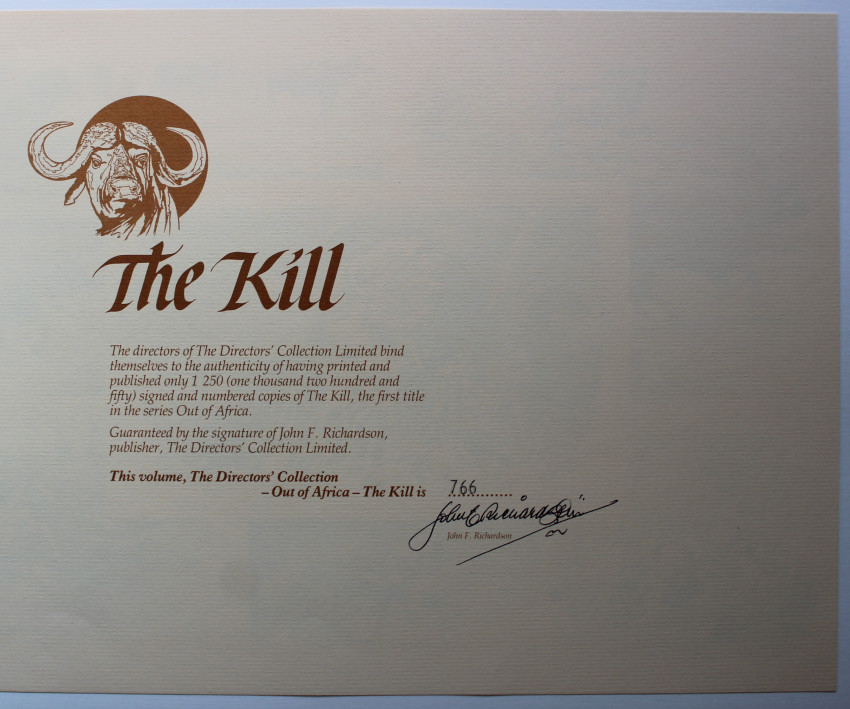 The Kill
The directors of The Directors' Collection Limited bind
themselves to the authenticity of having printed and
published only 1 250 (one thousand two hundred and
fifty) signed and numbered copies of The Kill, the first title
in the series Out of Africa.
Guaranteed by the signature of John F. Richardson,
publisher, The Directors' Collection Limited.
This volume, The Directors' Collection
– Out of Africa – The Kill is 766
John F. Richardson